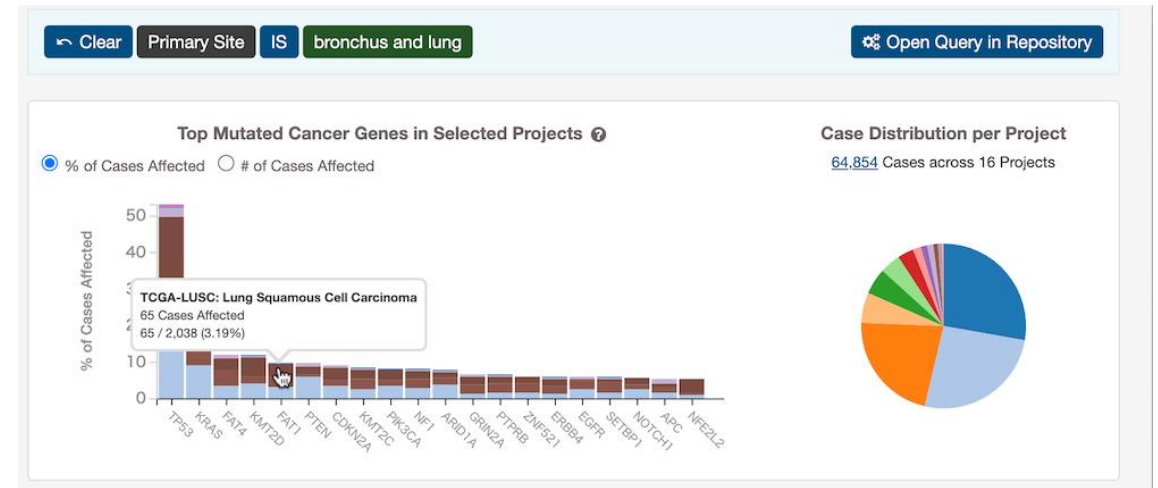 Clear Primary Site IS bronchus and lung Open Query in Repository
Top Mutated Cancer Genes in Selected Projects ?
% of Cases Affected # of Cases Affected
Case Distribution per Project
64,854 Cases across 16 Projects
% of Cases Affected
50
40
TCGA-LUSC: Lung Squamous Cell Carcinoma
65 Cases Affected
65 / 2,038 (3.19%)
10
0
TP53 KRAS FAT4 KMT2D FAT1 PTEN CDKN2A KMT2C PIK3CA NF1 ARID1A GRIN2A PTPRB ZNF521 ERBB4 EGFR SETBP1 NOTCH1 APC NFE2L2